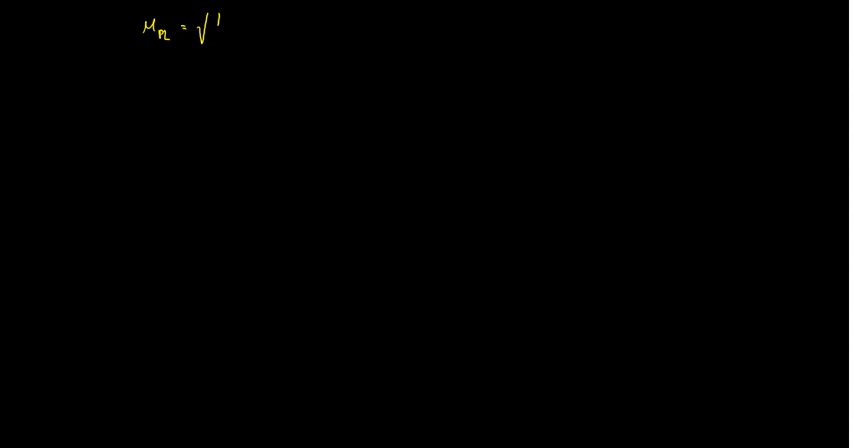 M_PL = √1